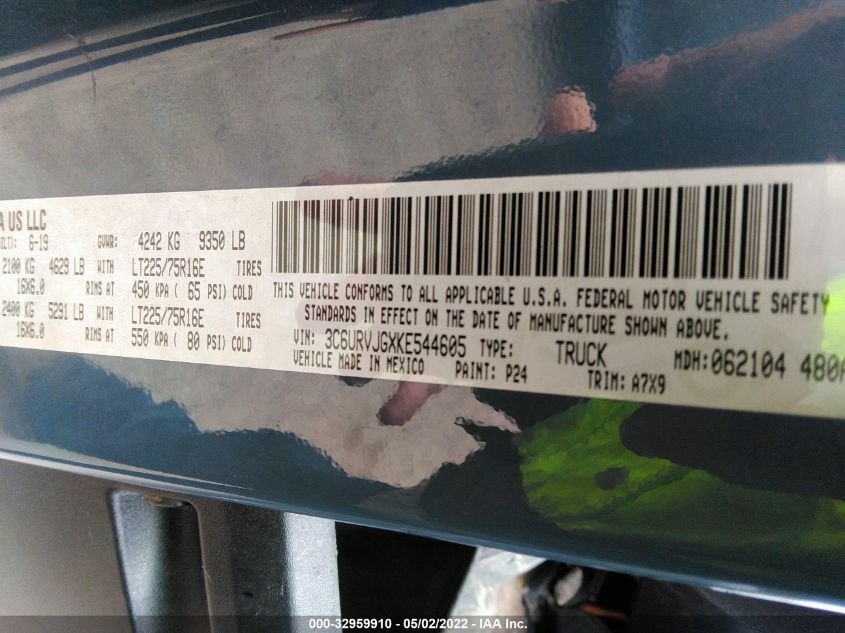 A US LLC
6-19 GVWR: 4242 KG 9350 LB
2100 KG 4629 LB WITH LT225/75R16E TIRES
16X6.0 RIMS AT 450 KPA ( 65 PSI) COLD
2400 KG 5291 LB WITH LT225/75R16E TIRES
16X6.0 RIMS AT 550 KPA ( 80 PSI) COLD
THIS VEHICLE CONFORMS TO ALL APPLICABLE U.S.A. FEDERAL MOTOR VEHICLE SAFETY
STANDARDS IN EFFECT ON THE DATE OF MANUFACTURE SHOWN ABOVE.
VIN: 3C6URVJGXKE544605 TYPE: TRUCK MDH: 062104 480A
VEHICLE MADE IN MEXICO PAINT: P24 TRIM: A7X9
000-32959910 - 05/02/2022 - IAA Inc.